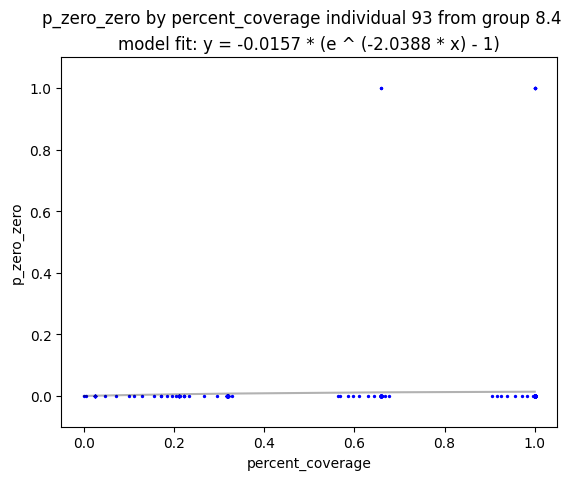 p_zero_zero by percent_coverage individual 93 from group 8.4
model fit: y = -0.0157 * (e ^ (-2.0388 * x) - 1)
1.0
0.8
0.6
0.4
0.2
0.0
p_zero_zero
0.0 0.2 0.4 0.6 0.8 1.0
percent_coverage